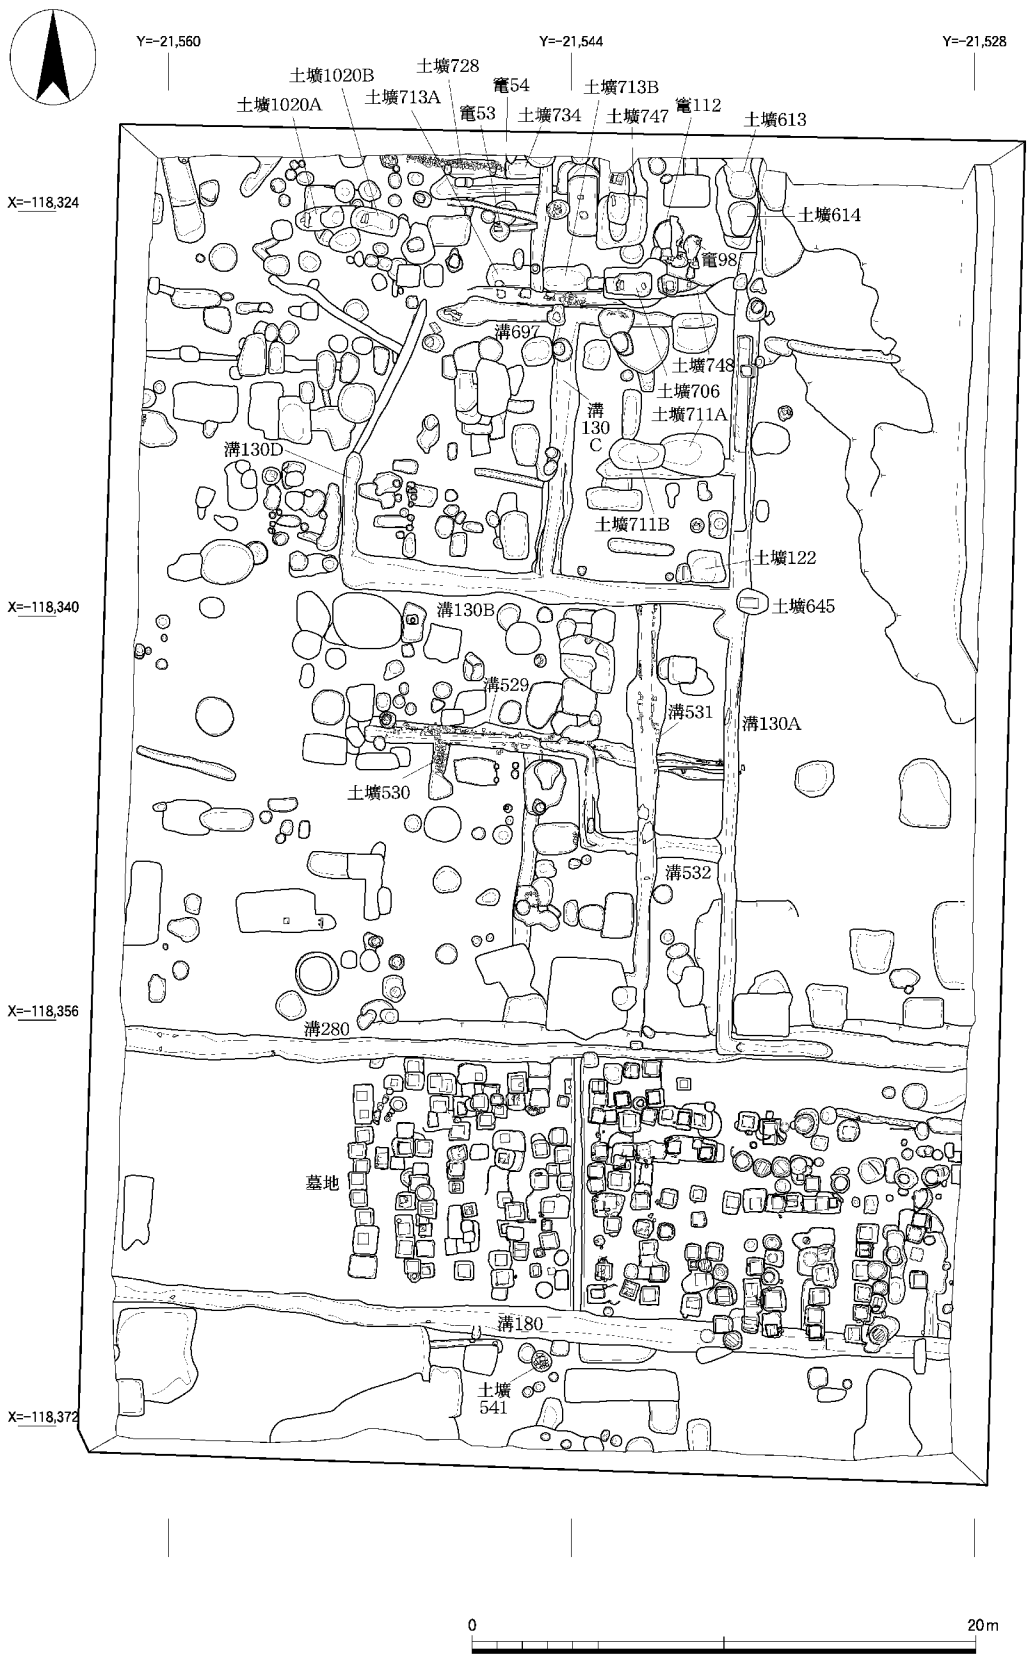 Y=-21,560
Y=-21,544
Y=-21,528
土壙728
土壙1020B
竈54
土壙713B
土壙1020A
土壙713A
竈53
土壙734
土壙747
竈112
土壙613
X=-118,324
土壙614
竈98
溝697
土壙748
土壙706
溝
130
C
土壙711A
溝130D
土壙711B
土壙122
X=-118,340
溝130B
土壙645
溝529
溝531
溝130A
土壙530
溝532
X=-118,356
溝280
墓地
溝180
土壙
541
X=-118,372
0
20m